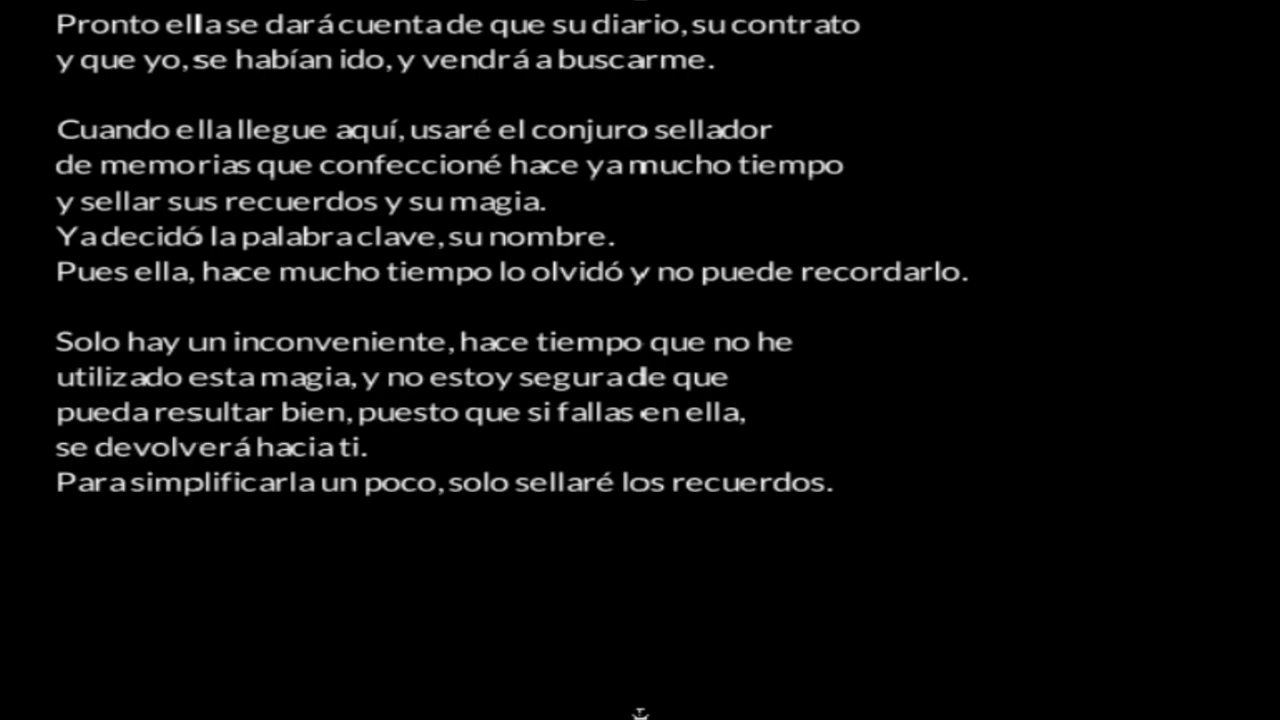 Pronto ella se dará cuenta de que su diario, su contrato
y que yo, se habían ido, y vendrá a buscarme.
Cuando ella llegue aquí, usaré el conjuro sellador
de memorias que confeccioné hace ya mucho tiempo
y sellar sus recuerdos y su magia.
Ya decidó la palabra clave, su nombre.
Pues ella, hace mucho tiempo lo olvidó y no puede recordarlo.
Solo hay un inconveniente, hace tiempo que no he
utilizado esta magia, y no estoy segura de que
pueda resultar bien, puesto que si fallas en ella,
se devolverá hacia ti.
Para simplificarla un poco, solo sellaré los recuerdos.